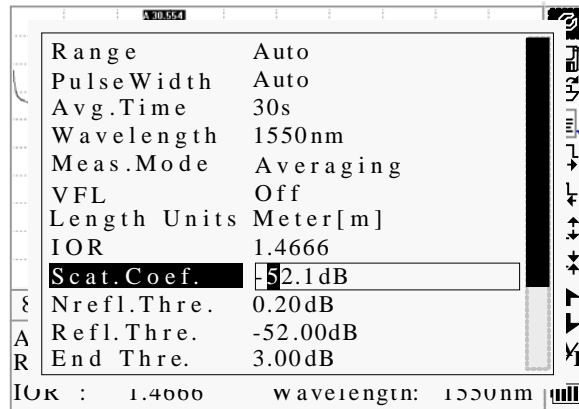 A 30.554
Range Auto
PulseWidth Auto
Avg.Time 30s
Wavelength 1550nm
Meas.Mode Averaging
VFL Off
Length Units Meter[m]
IOR 1.4666
Scat.Coef. -52.1dB
Nrefl.Thre. 0.20dB
Refl.Thre. -52.00dB
End Thre. 3.00dB
A
R
IOR : 1.4666 Wavelength: 1550nm